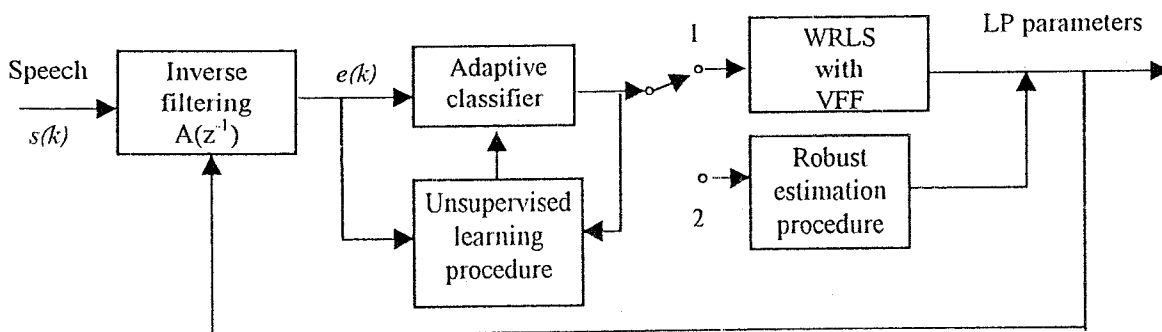 Speech
s(k)
Inverse
filtering
A(z⁻¹)
e(k)
Adaptive
classifier
Unsupervised
learning
procedure
1
2
WRLS
with
VFF
Robust
estimation
procedure
LP parameters